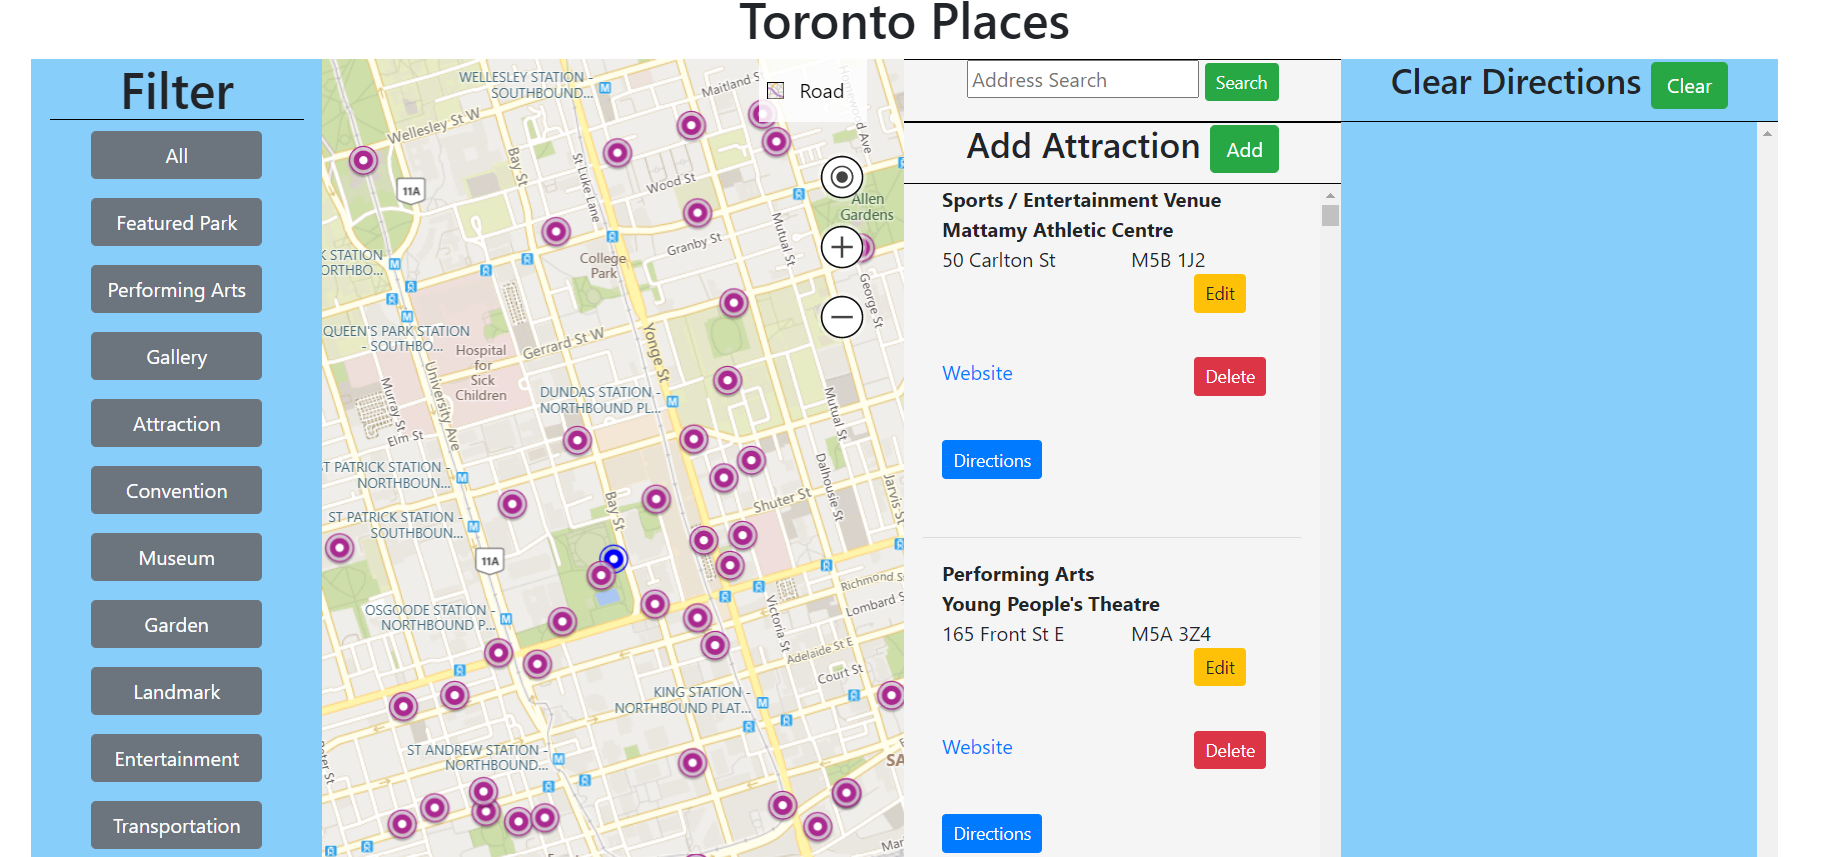 Toronto Places
Filter
All
Featured Park
Performing Arts
Gallery
Attraction
Convention
Museum
Garden
Landmark
Entertainment
Transportation
WELLESLEY STATION -
SOUTHBOUND...
Maitland St
Road
Wellesley St W
Bay St
St Luke Lane
11A
Wood St
Allen
Gardens
Mutual St
Granby St
College
Park
K STATION
ORTHBO...
George St
QUEEN'S PARK STATION
- SOUTHBO...
Hospital
for
Sick
Children
Gerrard St W
Yonge St
University Ave
Murray St
Elm St
DUNDAS STATION -
NORTHBOUND PL...
Mutual St
T PATRICK STATION -
NORTHBOUN...
Dalhousie St
Jarvis St
Shuter St
Bay St
ST PATRICK STATION -
SOUTHBOUN...
11A
Richmond S
Lombard S
Victoria St
OSGOODE STATION -
NORTHBOUND P...
Adelaide St E
Court St
KING STATION -
NORTHBOUND PLAT...
ST ANDREW STATION -
NORTHBOUND...
eter St
SA
Mar
Address Search
Search
Add Attraction
Add
Sports / Entertainment Venue
Mattamy Athletic Centre
50 Carlton St M5B 1J2
Edit
Website
Delete
Directions
Performing Arts
Young People's Theatre
165 Front St E M5A 3Z4
Edit
Website
Delete
Directions
Clear Directions
Clear